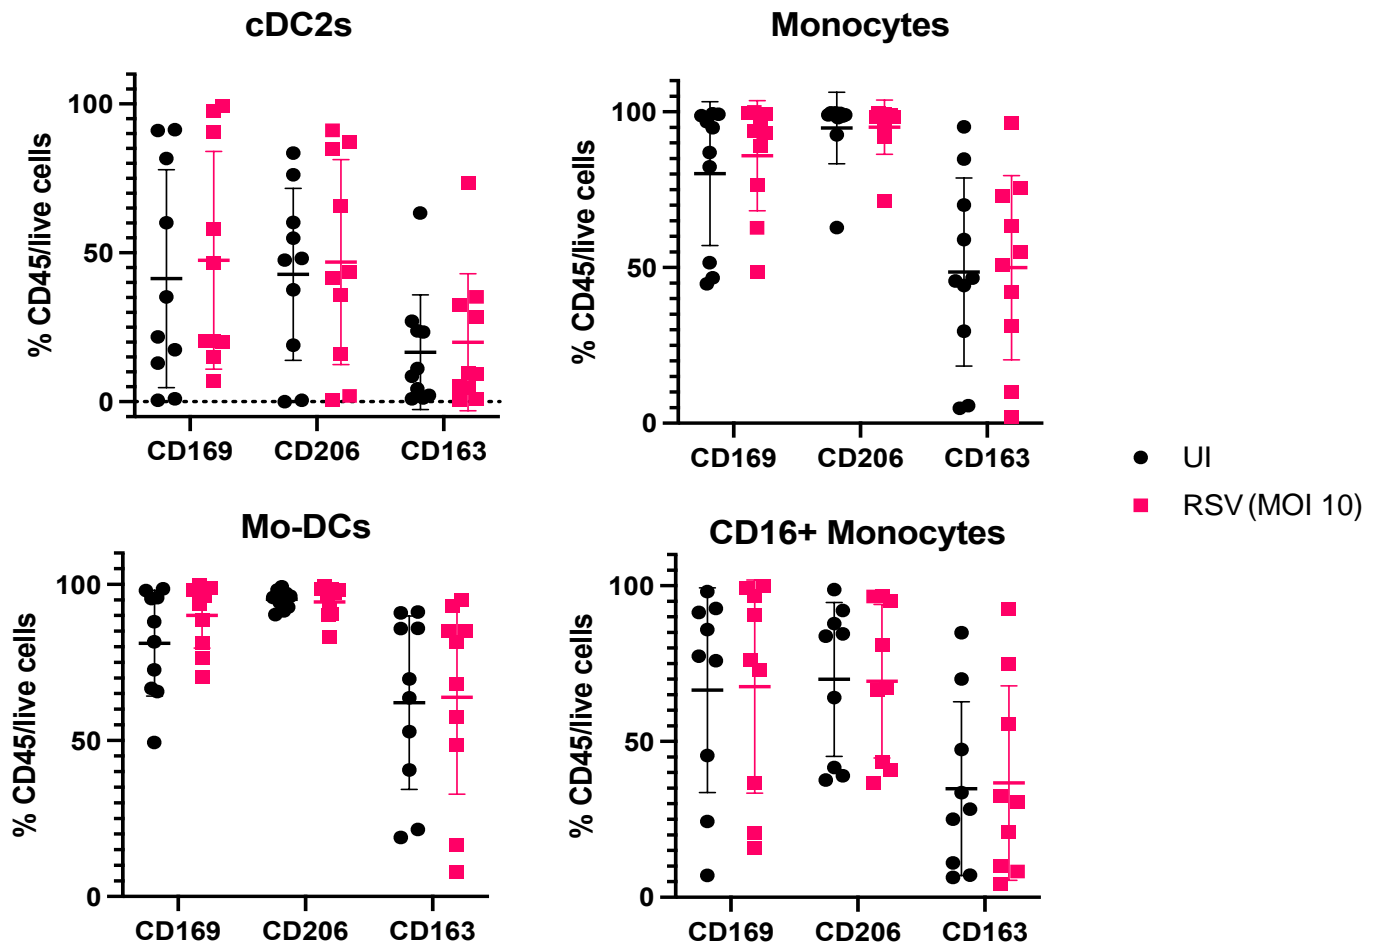 cDC2s
% CD45/live cells
100
50
0
CD169 CD206 CD163
Monocytes
% CD45/live cells
100
50
0
CD169 CD206 CD163
UI
RSV (MOI 10)
Mo-DCs
% CD45/live cells
100
50
0
CD169 CD206 CD163
CD16+ Monocytes
% CD45/live cells
100
50
0
CD169 CD206 CD163